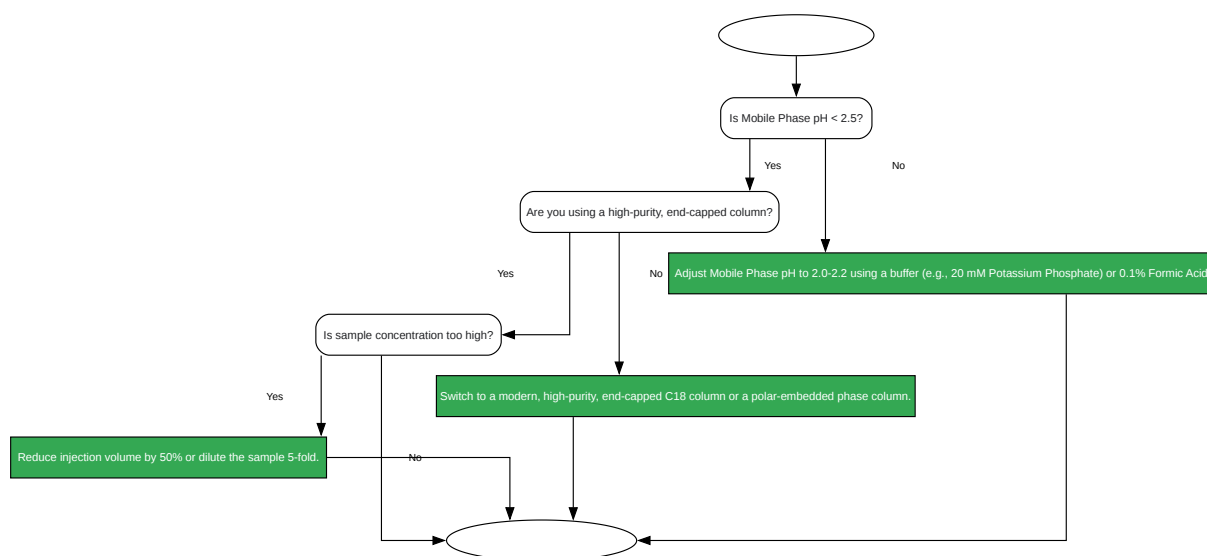 Is Mobile Phase pH < 2.5?
Yes
No
Are you using a high-purity, end-capped column?
Yes
No
Adjust Mobile Phase pH to 2.0-2.2 using a buffer (e.g., 20 mM Potassium Phosphate) or 0.1% Formic Acid
Is sample concentration too high?
Switch to a modern, high-purity, end-capped C18 column or a polar-embedded phase column.
Yes
Reduce injection volume by 50% or dilute the sample 5-fold.
No